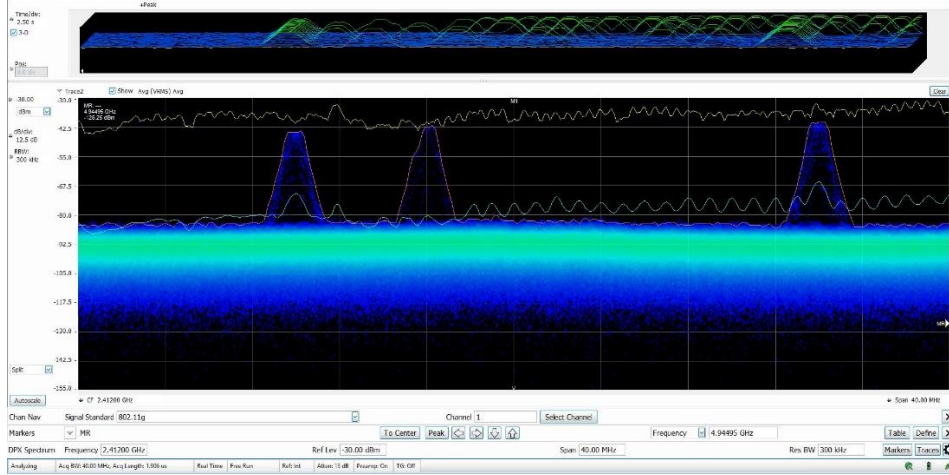 +Peak
Time/div:
2.50 s
3-D
Pos:
Trace2 Show Avg (VRMS) Avg Clear
-30.00
dBm
dB/div:
12.5 dB
RBW:
300 kHz
MR: ---
4.94495 GHz
M1
-30.0
-42.5
-55.0
-67.5
-80.0
-92.5
-105.0
-117.5
-130.0
-142.5
-155.0
MR
Split
Autoscale CF 2.41200 GHz Span 40.00 MHz
Chan Nav Signal Standard 802.11g Channel 1 Select Channel X
Markers MR To Center Peak Frequency 4.94495 GHz Table Define X
DPX Spectrum Frequency 2.41200 GHz Ref Lev -30.00 dBm Span 40.00 MHz Res BW 300 kHz Markers Traces
Analyzing Acq BW: 40.00 MHz, Acq Length: 1.906 us Real Time Free Run Ref: Int Atten: 15 dB Preamp: On TG: Off